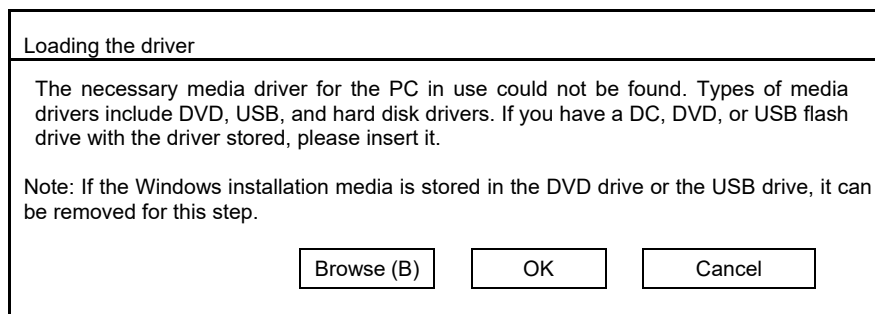 Loading the driver
The necessary media driver for the PC in use could not be found. Types of media
drivers include DVD, USB, and hard disk drivers. If you have a DC, DVD, or USB flash
drive with the driver stored, please insert it.
Note: If the Windows installation media is stored in the DVD drive or the USB drive, it can
be removed for this step.
Browse (B) OK Cancel